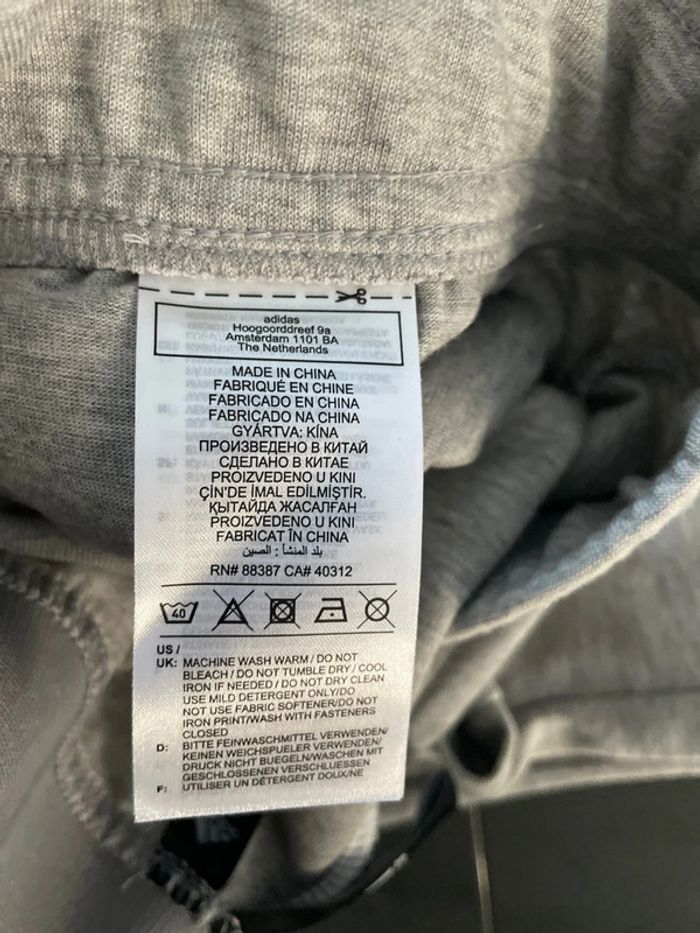 adidas
Hoogoorddreef 9a
Amsterdam 1101 BA
The Netherlands
MADE IN CHINA
FABRIQUÉ EN CHINE
FABRICADO EN CHINA
FABRICADO NA CHINA
GYÁRTVA: KÍNA
ПРОИЗВЕДЕНО В КИТАЙ
СДЕЛАНО В КИТАЕ
PROIZVEDENO U KINI
ÇİN'DE İMAL EDİLMİŞTİR.
ҚЫТАЙДА ЖАСАЛҒАН
PROIZVEDENO U KINI
FABRICAT ÎN CHINA
بلد المنشأ : الصين
RN# 88387 CA# 40312
40
US /
UK: MACHINE WASH WARM / DO NOT
BLEACH / DO NOT TUMBLE DRY / COOL
IRON IF NEEDED / DO NOT DRY CLEAN
USE MILD DETERGENT ONLY/DO
NOT USE FABRIC SOFTENER/DO NOT
IRON PRINT/WASH WITH FASTENERS
CLOSED
D: BITTE FEINWASCHMITTEL VERWENDEN/
KEINEN WEICHSPUELER VERWENDEN/
DRUCK NICHT BUEGELN/WASCHEN MIT
GESCHLOSSENEN VERSCHLUESSEN
F: UTILISER UN DÉTERGENT DOUX/NE